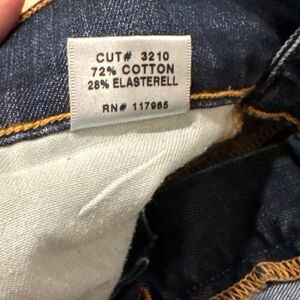 CUT# 3210
72% COTTON
28% ELASTERELL
RN# 117965